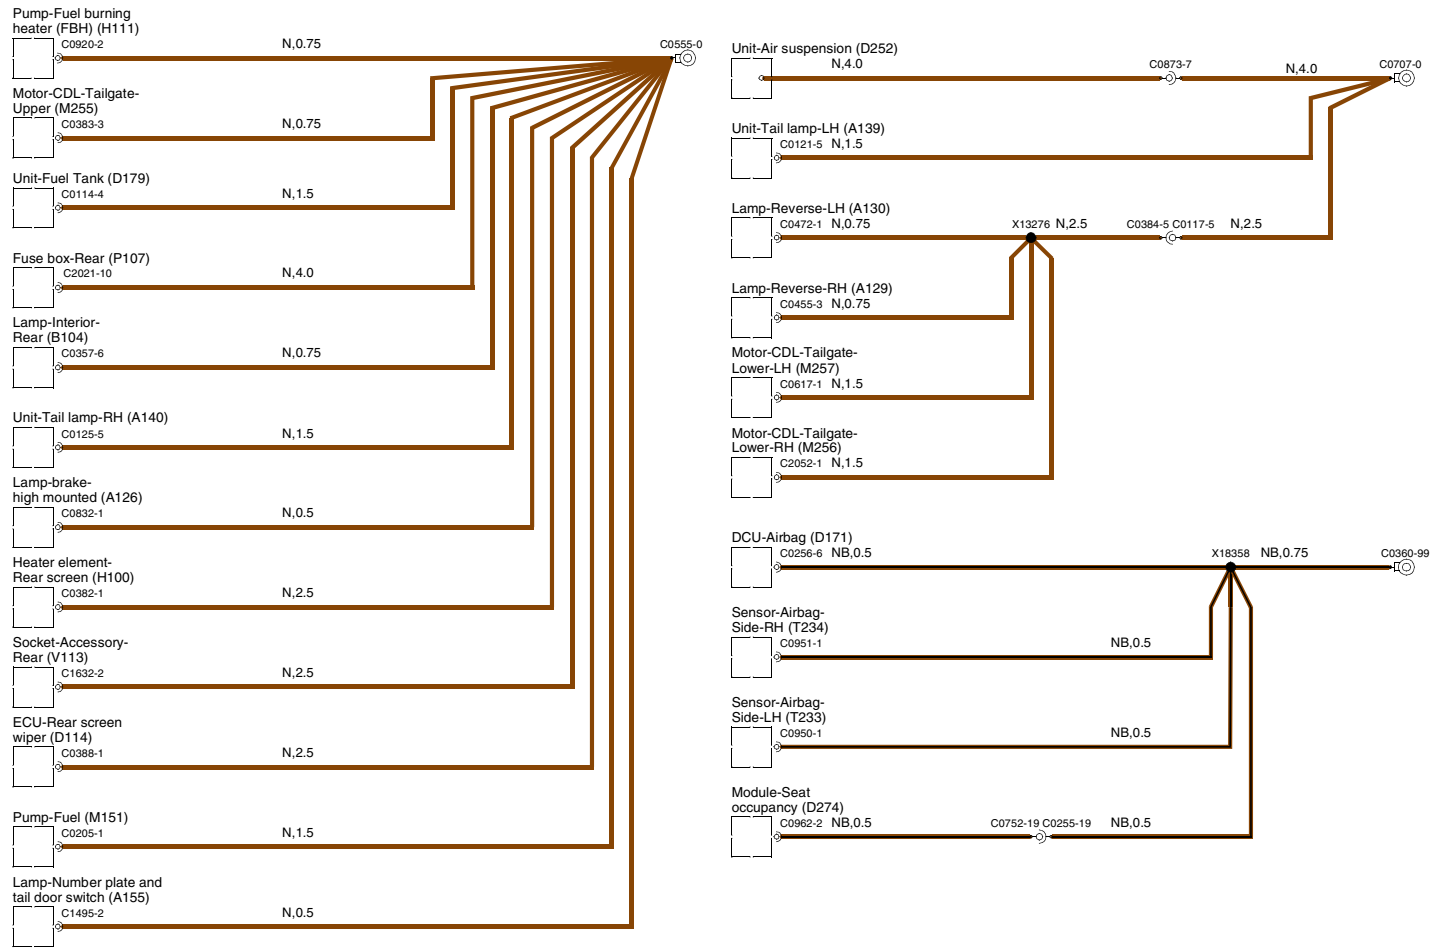 Pump-Fuel burning
heater (FBH) (H111)
C0920-2
N,0.75
C0555-0
Motor-CDL-Tailgate-
Upper (M255)
C0383-3
N,0.75
Unit-Fuel Tank (D179)
C0114-4
N,1.5
Fuse box-Rear (P107)
C2021-10
N,4.0
Lamp-Interior-
Rear (B104)
C0357-6
N,0.75
Unit-Tail lamp-RH (A140)
C0125-5
N,1.5
Lamp-brake-
high mounted (A126)
C0832-1
N,0.5
Heater element-
Rear screen (H100)
C0382-1
N,2.5
Socket-Accessory-
Rear (V113)
C1632-2
N,2.5
ECU-Rear screen
wiper (D114)
C0388-1
N,2.5
Pump-Fuel (M151)
C0205-1
N,1.5
Lamp-Number plate and
tail door switch (A155)
C1495-2
N,0.5
Unit-Air suspension (D252)
N,4.0
C0873-7
N,4.0
C0707-0
Unit-Tail lamp-LH (A139)
C0121-5 N,1.5
Lamp-Reverse-LH (A130)
C0472-1 N,0.75
X13276 N,2.5
C0384-5 C0117-5
N,2.5
Lamp-Reverse-RH (A129)
C0455-3 N,0.75
Motor-CDL-Tailgate-
Lower-LH (M257)
C0617-1 N,1.5
Motor-CDL-Tailgate-
Lower-RH (M256)
C2052-1 N,1.5
DCU-Airbag (D171)
C0256-6 NB,0.5
X18358 NB,0.75
C0360-99
Sensor-Airbag-
Side-RH (T234)
C0951-1
NB,0.5
Sensor-Airbag-
Side-LH (T233)
C0950-1
NB,0.5
Module-Seat
occupancy (D274)
C0962-2 NB,0.5
C0752-19 C0255-19
NB,0.5